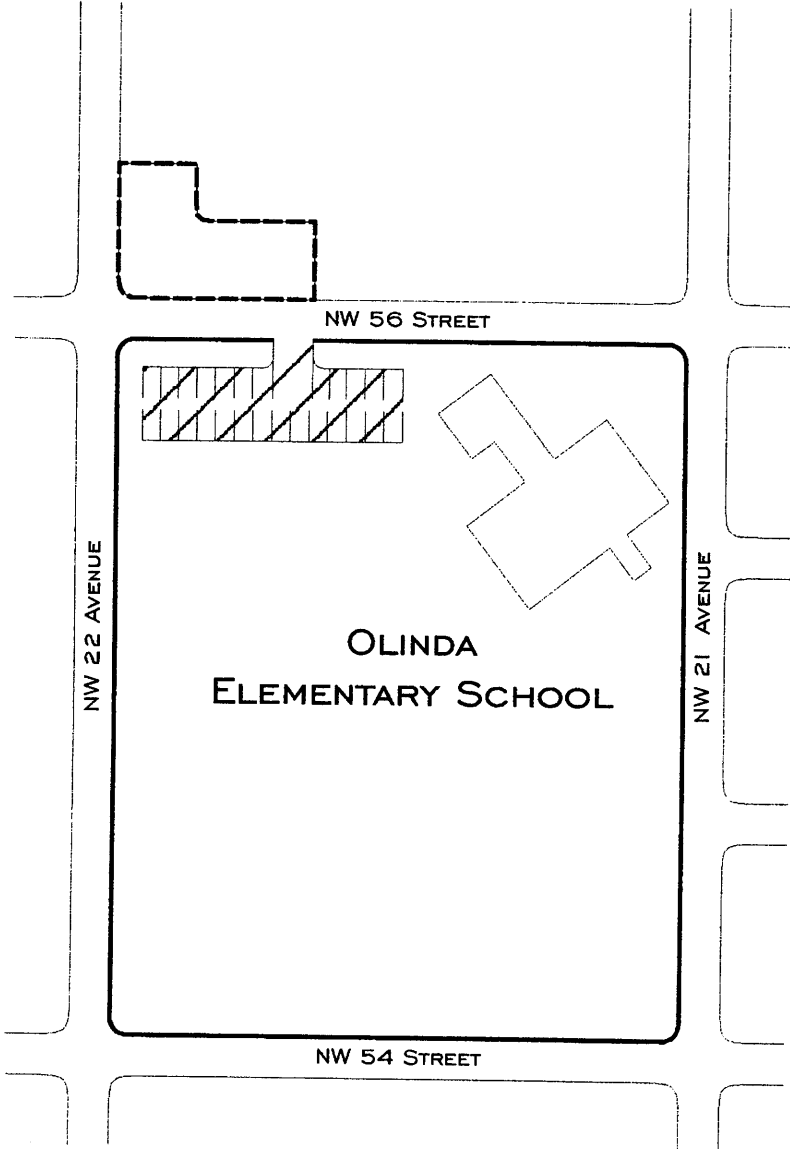 NW 56 STREET
NW 22 AVENUE
NW 21 AVENUE
OLINDA
ELEMENTARY SCHOOL
NW 54 STREET